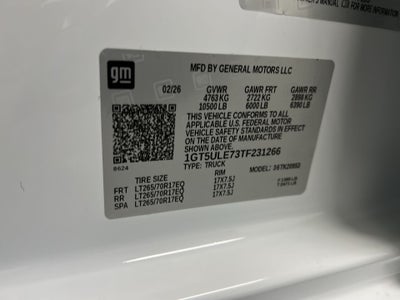 gm
MFD BY GENERAL MOTORS LLC
02/26 GVWR GAWR FRT GAWR RR
4763 KG 2722 KG 2898 KG
10500 LB 6000 LB 6390 LB
THIS VEHICLE CONFORMS TO ALL
APPLICABLE U.S. FEDERAL MOTOR
VEHICLE SAFETY STANDARDS IN
EFFECT ON THE DATE OF
MANUFACTURE SHOWN ABOVE.
1GT5ULE73TF231266
TYPE: TRUCK
0624
TIRE SIZE RIM
FRT LT265/70R17EQ 17X7.5J
RR LT265/70R17EQ 17X7.5J
SPA LT265/70R17EQ 17X7.5J